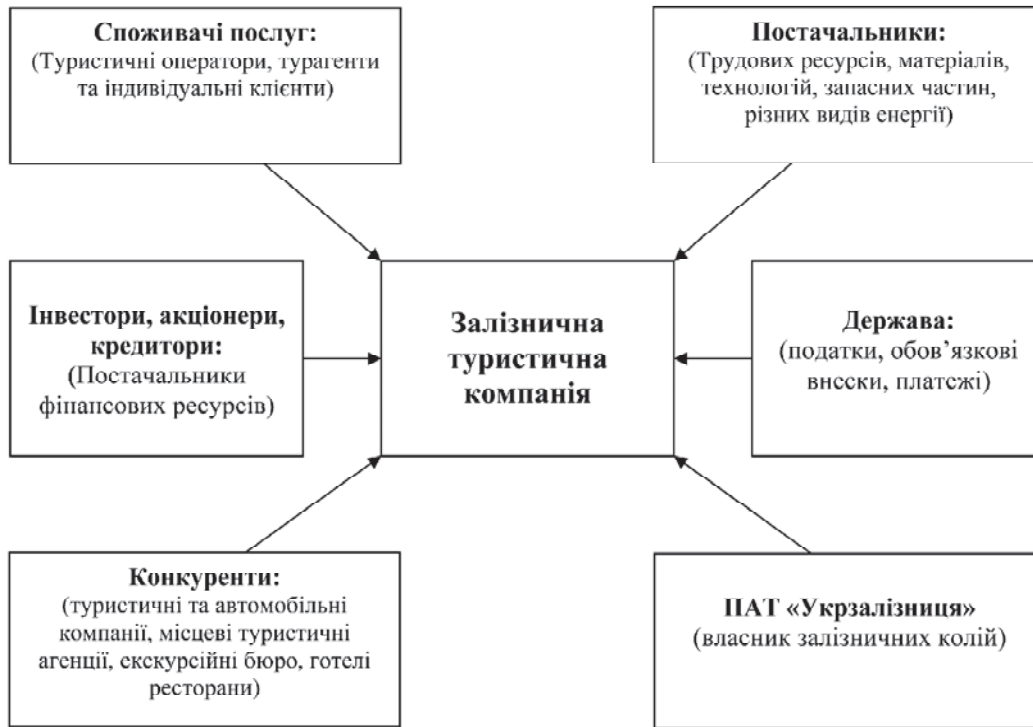 Споживачі послуг:
(Туристичні оператори, турагенти
та індивідуальні клієнти)
Постачальники:
(Трудових ресурсів, матеріалів,
технологій, запасних частин,
різних видів енергії)
Інвестори, акціонери,
кредитори:
(Постачальники
фінансових ресурсів)
Залізнична
туристична
компанія
Держава:
(податки, обов’язкові
внески, платежі)
Конкуренти:
(туристичні та автомобільні
компанії, місцеві туристичні
агенції, екскурсійні бюро, готелі
ресторани)
ПАТ «Укрзалізниця»
(власник залізничних колій)